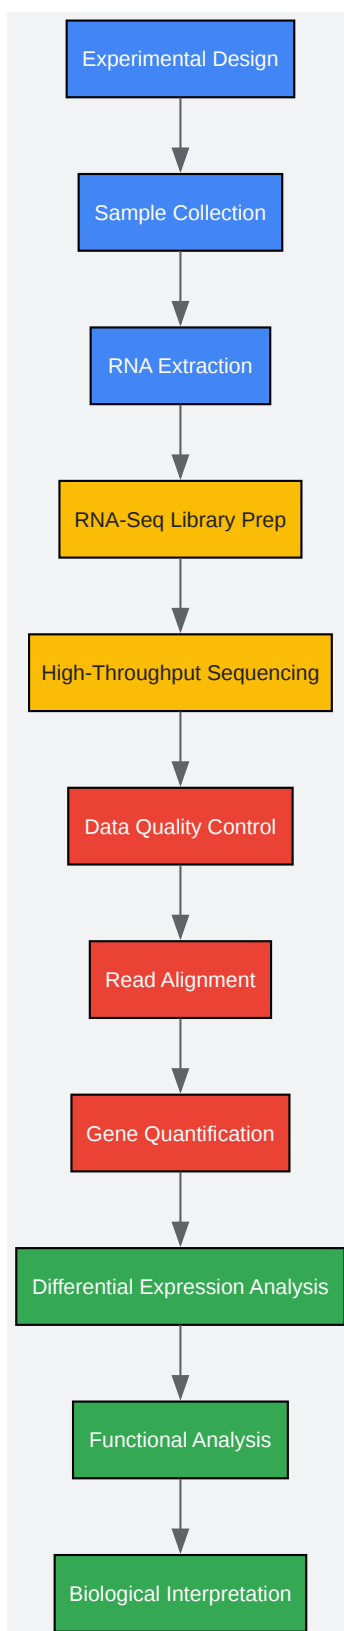 Experimental Design
Sample Collection
RNA Extraction
RNA-Seq Library Prep
High-Throughput Sequencing
Data Quality Control
Read Alignment
Gene Quantification
Differential Expression Analysis
Functional Analysis
Biological Interpretation